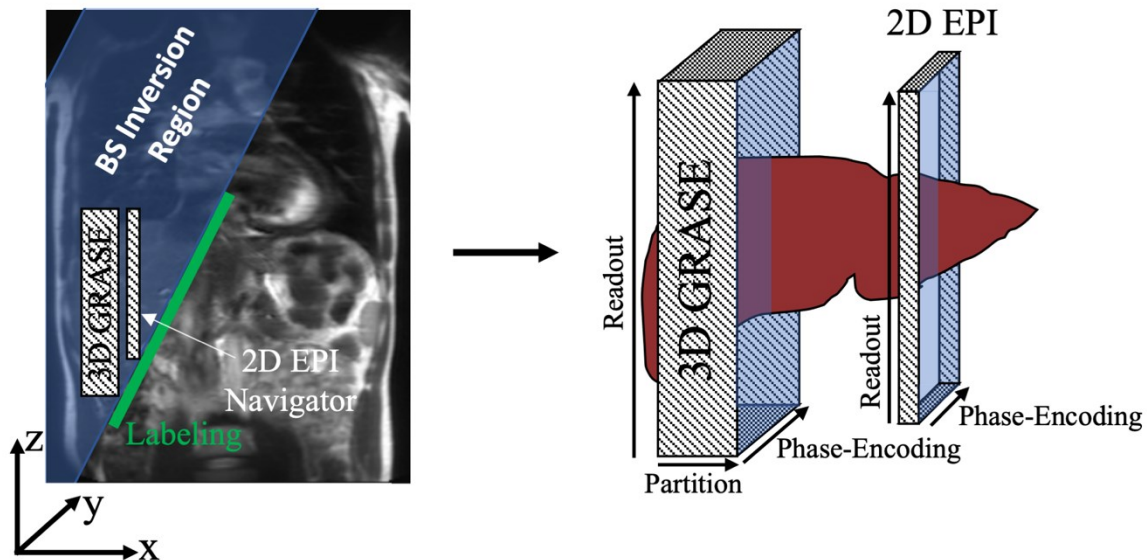 BS Inversion
Region
3D GRASE
2D EPI
Navigator
Labeling
z
y
x
2D EPI
Readout
3D GRASE
Readout
Phase-Encoding
Phase-Encoding
Partition